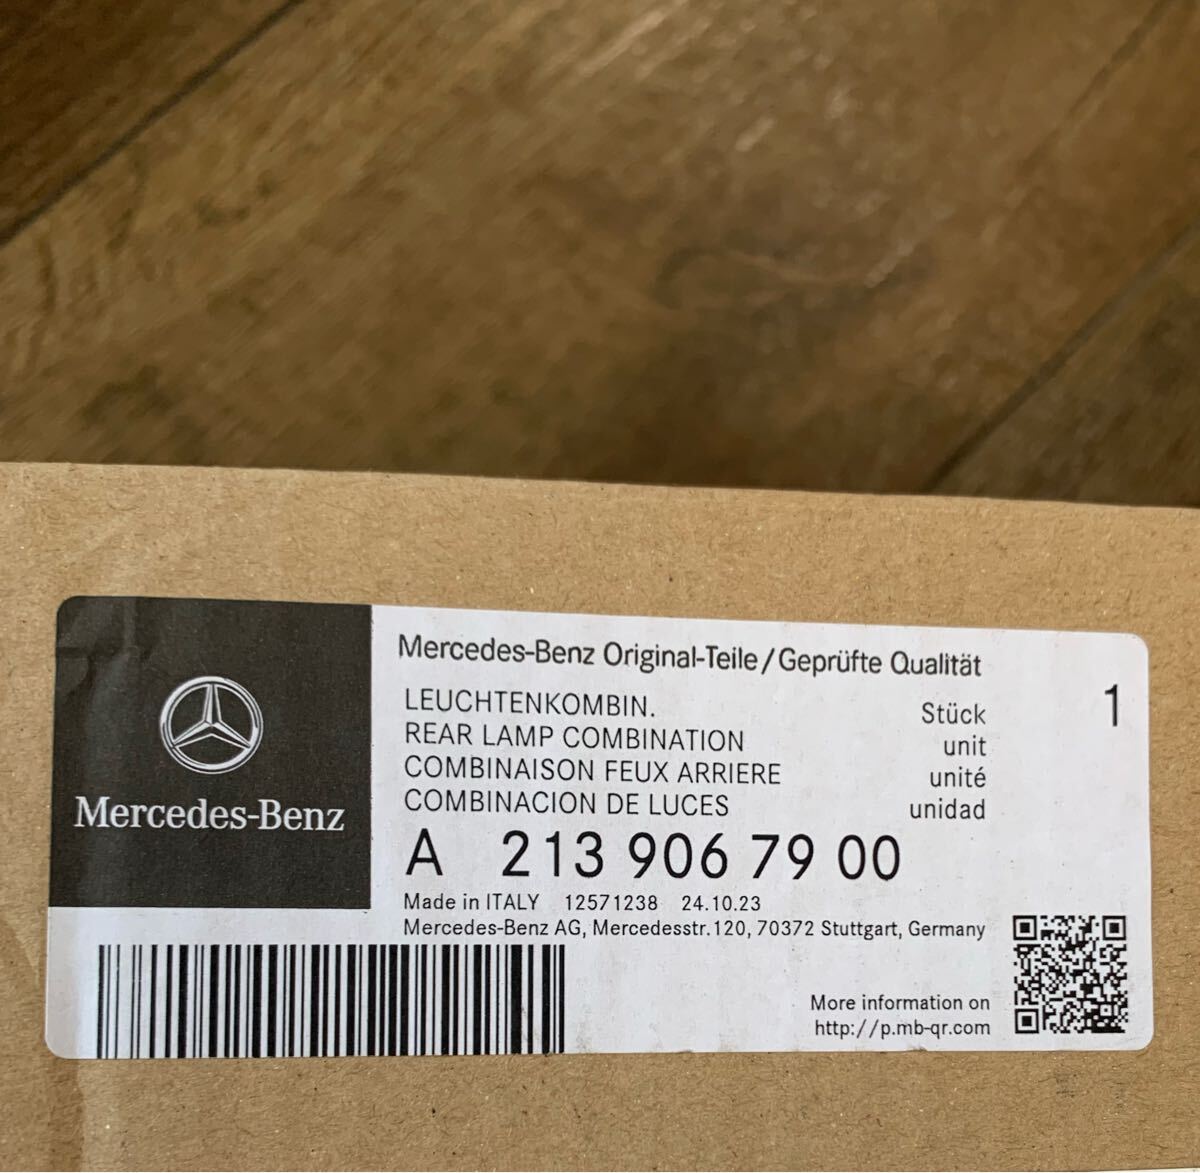 Mercedes-Benz
Mercedes-Benz Original-Teile/Geprüfte Qualität
LEUCHTENKOMBIN. Stück 1
REAR LAMP COMBINATION unit
COMBINAISON FEUX ARRIERE unité
COMBINACION DE LUCES unidad
A 213 906 79 00
Made in ITALY 12571238 24.10.23
Mercedes-Benz AG, Mercedesstr.120, 70372 Stuttgart, Germany
More information on
http://p.mb-qr.com